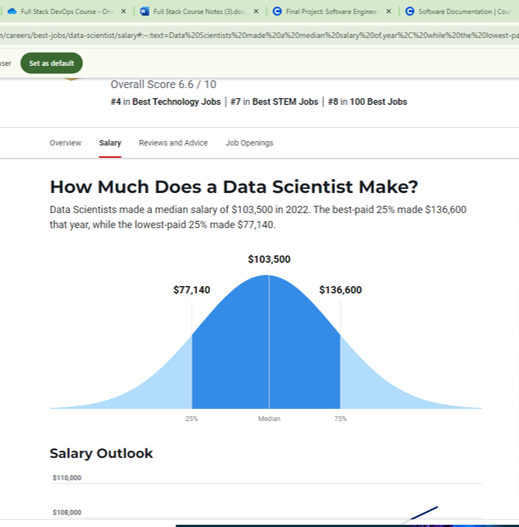 Full Stack DevOps Course - On
Full Stack Course Notes (3).doc
Final Project: Software Enginee
Software Documentation | Cou
/careers/best-jobs/data-scientist/salary#:~:text=Data%20Scientists%20made%20a%20median%20salary%20of,year%2C%20while%20the%20lowest-pa
Set as default
Overall Score 6.6 / 10
#4 in Best Technology Jobs | #7 in Best STEM Jobs | #8 in 100 Best Jobs
Overview Salary Reviews and Advice Job Openings
How Much Does a Data Scientist Make?
Data Scientists made a median salary of $103,500 in 2022. The best-paid 25% made $136,600
that year, while the lowest-paid 25% made $77,140.
$103,500
$77,140 $136,600
25% Median 75%
Salary Outlook
$110,000
$108,000